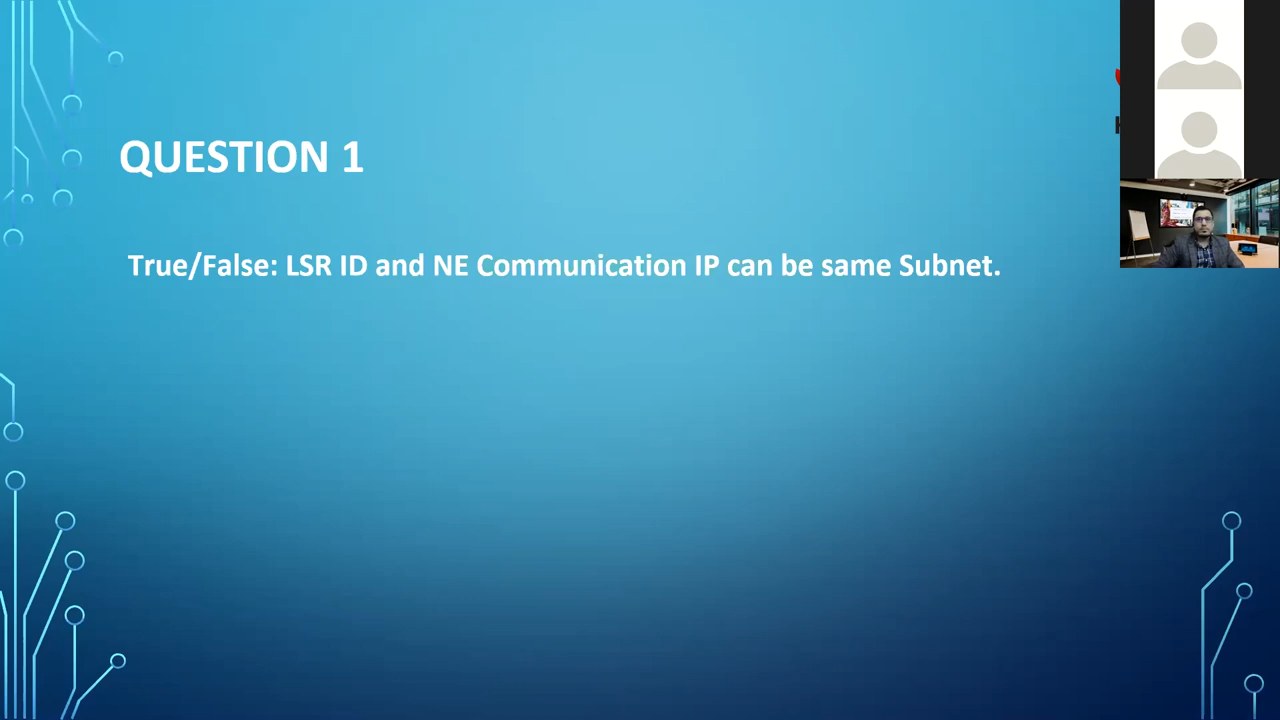 QUESTION 1
True/False: LSR ID and NE Communication IP can be same Subnet.